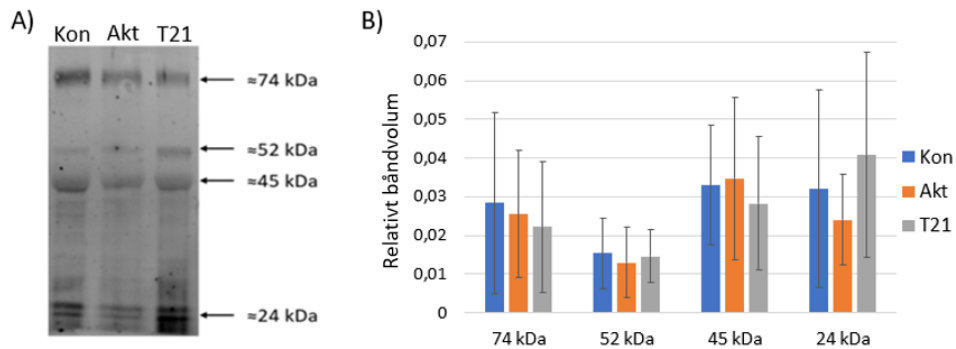 A)
Kon Akt T21
≈74 kDa
≈52 kDa
≈45 kDa
≈24 kDa
B)
Relativt båndvolum
0,07
0,06
0,05
0,04
0,03
0,02
0,01
0
74 kDa 52 kDa 45 kDa 24 kDa
Kon
Akt
T21